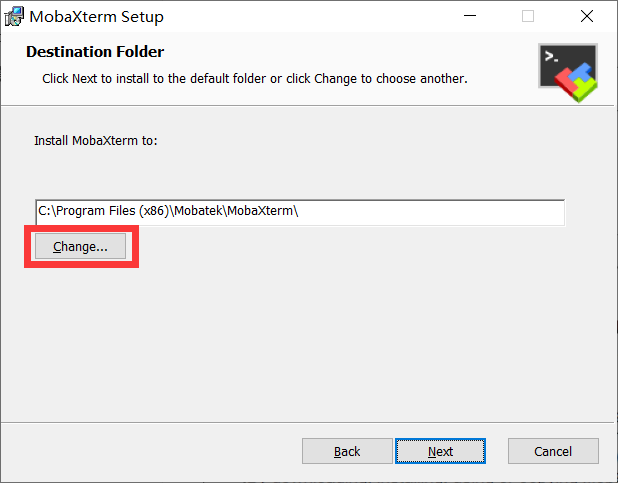 MobaXterm Setup
Destination Folder
Click Next to install to the default folder or click Change to choose another.
Install MobaXterm to:
C:\Program Files (x86)\Mobatek\MobaXterm\
Change...
Back
Next
Cancel